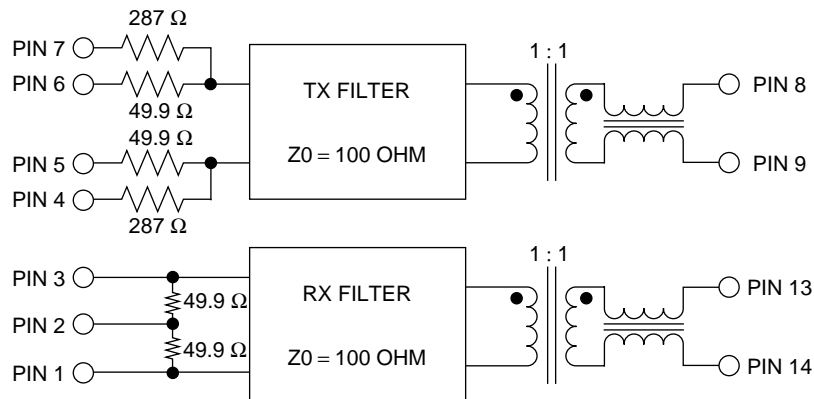 287 Ω
PIN 7
PIN 6
49.9 Ω
49.9 Ω
PIN 5
PIN 4
287 Ω
TX FILTER
Z0 = 100 OHM
1 : 1
PIN 8
PIN 9
PIN 3
49.9 Ω
PIN 2
49.9 Ω
PIN 1
RX FILTER
Z0 = 100 OHM
1 : 1
PIN 13
PIN 14